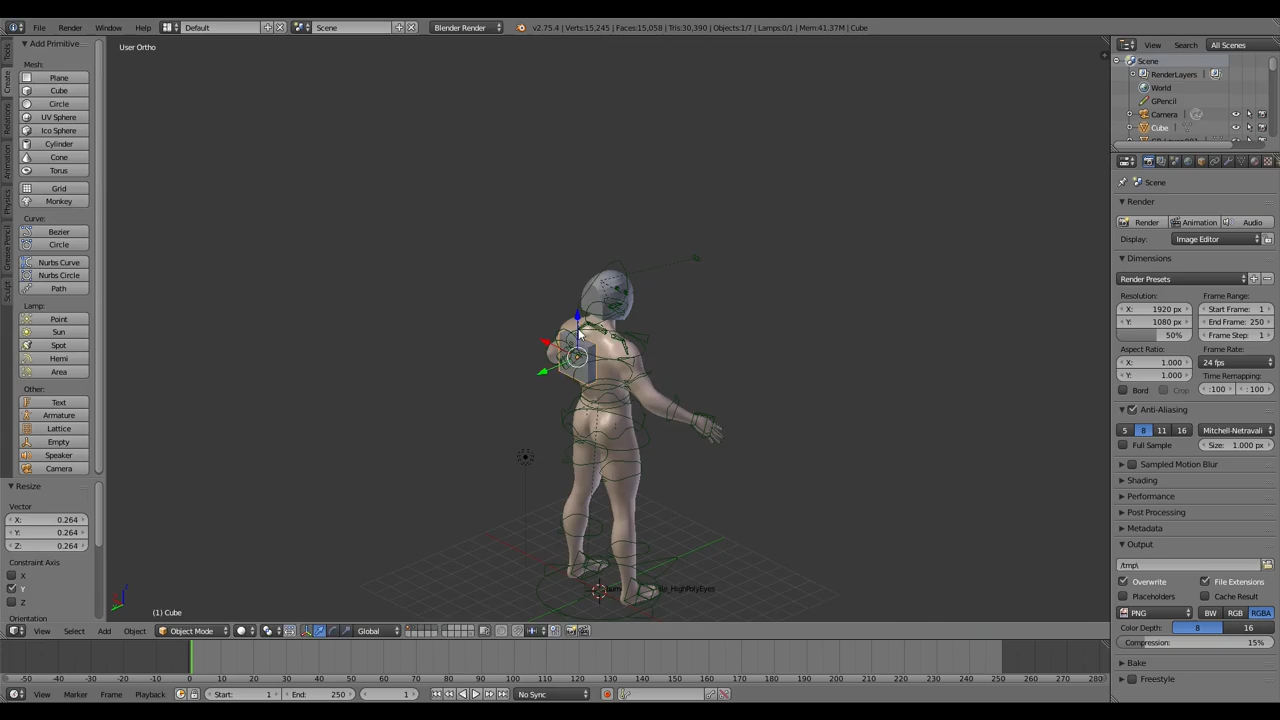 File Render Window Help Default Scene Blender Render v2.75.4 | Verts:15,245 | Faces:15,058 | Tris:30,390 | Objects:1/7 | Lamps:0/1 | Mem:41.37M | Cube
Add Primitive
User Ortho
View Search All Scenes
Tools
Create
Relations
Animation
Physics
Grease Pencil
Sculpt
Mesh:
Plane
Cube
Circle
UV Sphere
Ico Sphere
Cylinder
Cone
Torus
Grid
Monkey
Curve:
Bezier
Circle
Nurbs Curve
Nurbs Circle
Path
Lamp:
Point
Sun
Spot
Hemi
Area
Other:
Text
Armature
Lattice
Empty
Speaker
Camera
Resize
Vector
X: 0.264
Y: 0.264
Z: 0.264
Constraint Axis
X
Y
Z
Orientation
(1) Cube
Scene
RenderLayers
World
GPencil
Camera
Cube
Scene
Render
Render Animation Audio
Display: Image Editor
Dimensions
Render Presets
Resolution: Frame Range:
X: 1920 px Start Frame: 1
Y: 1080 px End Frame: 250
50% Frame Step: 1
Aspect Ratio: Frame Rate:
X: 1.000 24 fps
Y: 1.000 Time Remapping:
Bord Crop :100 :100
Anti-Aliasing
5 8 11 16 Mitchell-Netravali
Full Sample Size: 1.000 px
Sampled Motion Blur
Shading
Performance
Post Processing
Metadata
Output
/tmp\
Overwrite File Extensions
Placeholders Cache Result
PNG BW RGB RGBA
Color Depth: 8 16
Compression: 15%
Bake
Freestyle
View Select Add Object Object Mode Global
-50 -40 -30 -20 -10 0 10 20 30 40 50 60 70 80 90 100 110 120 130 140 150 160 170 180 190 200 210 220 230 240 250 260 270 280
View Marker Frame Playback Start: 1 End: 250 1 No Sync